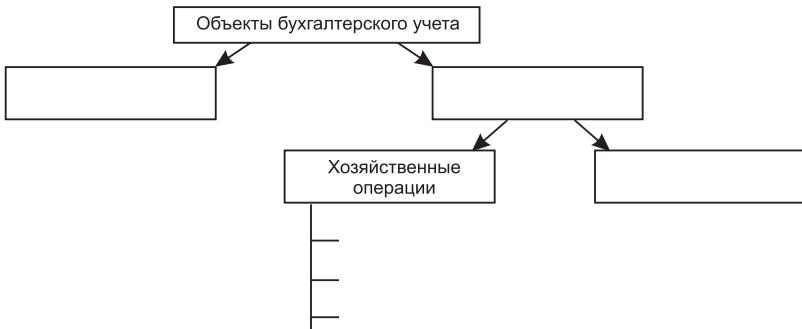 Объекты бухгалтерского учета
Хозяйственные
операции